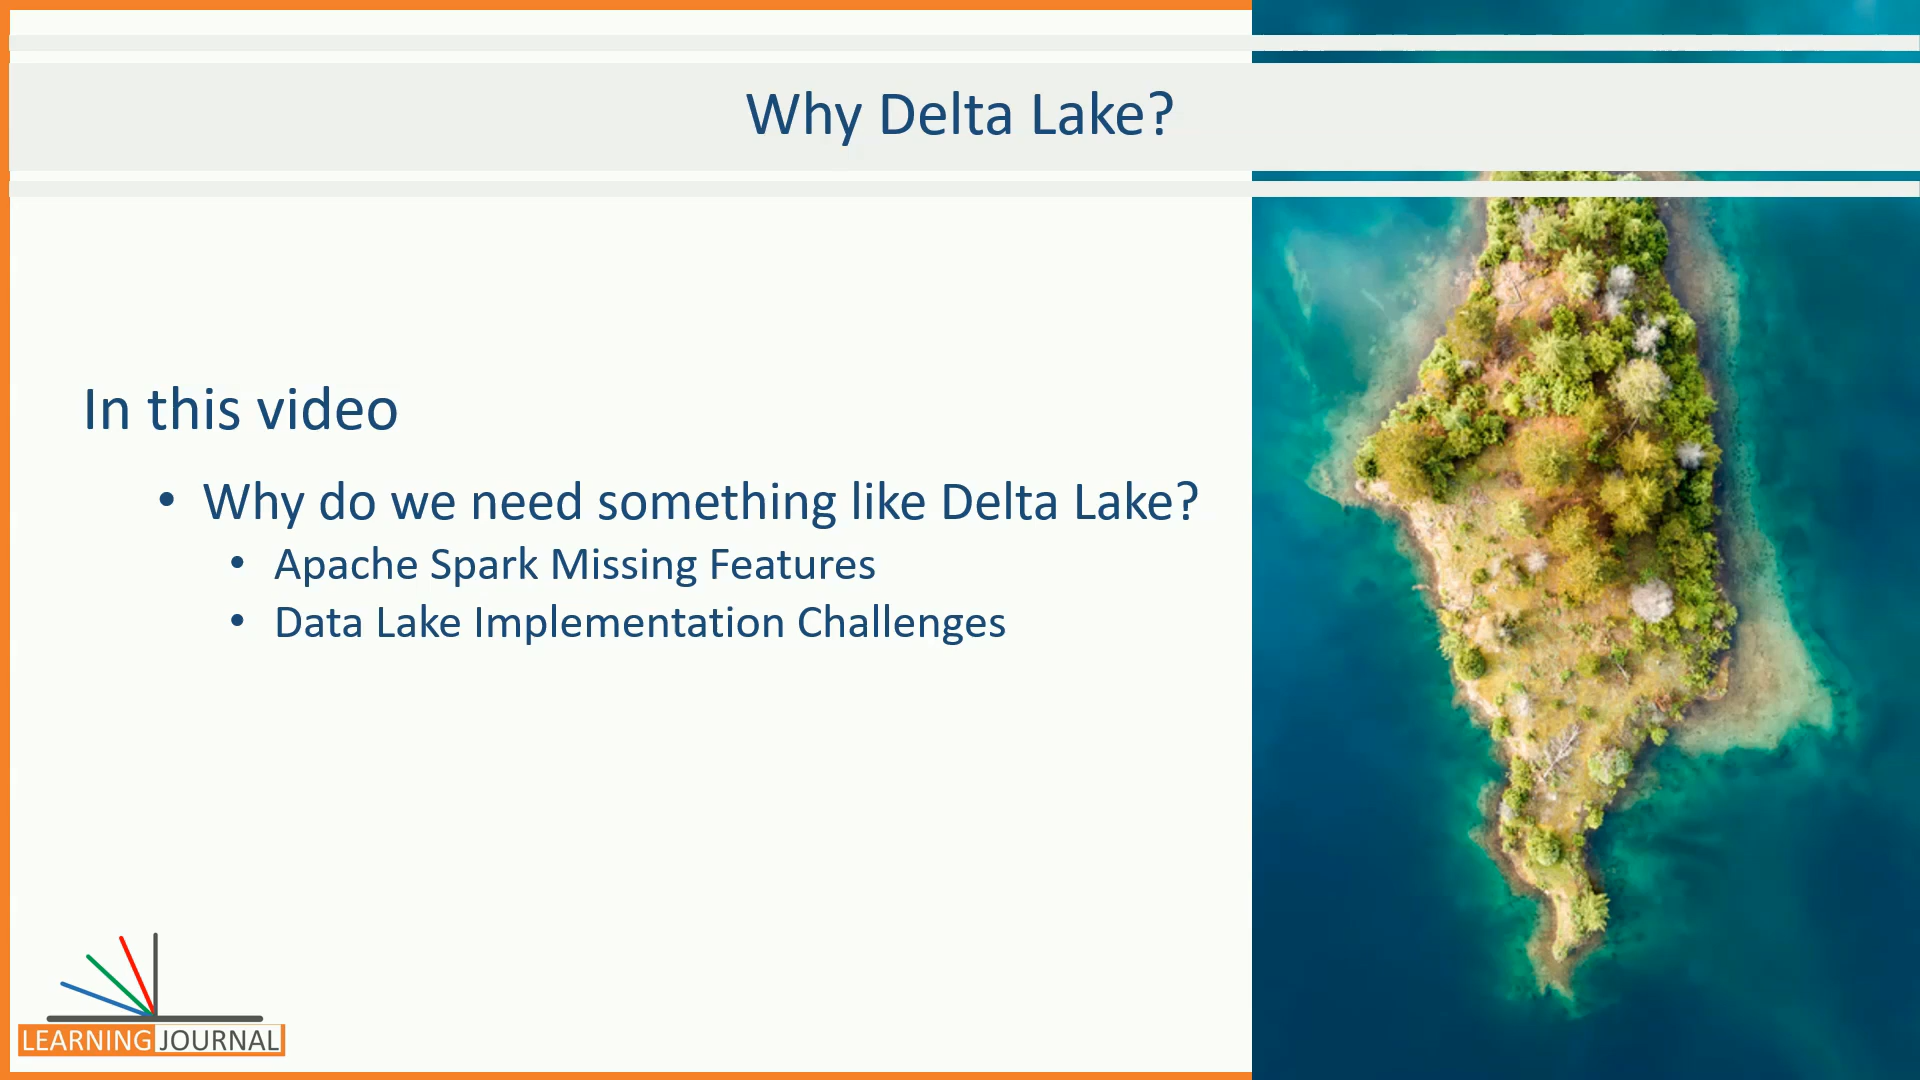 Why Delta Lake?
In this video
• Why do we need something like Delta Lake?
• Apache Spark Missing Features
• Data Lake Implementation Challenges
LEARNING JOURNAL